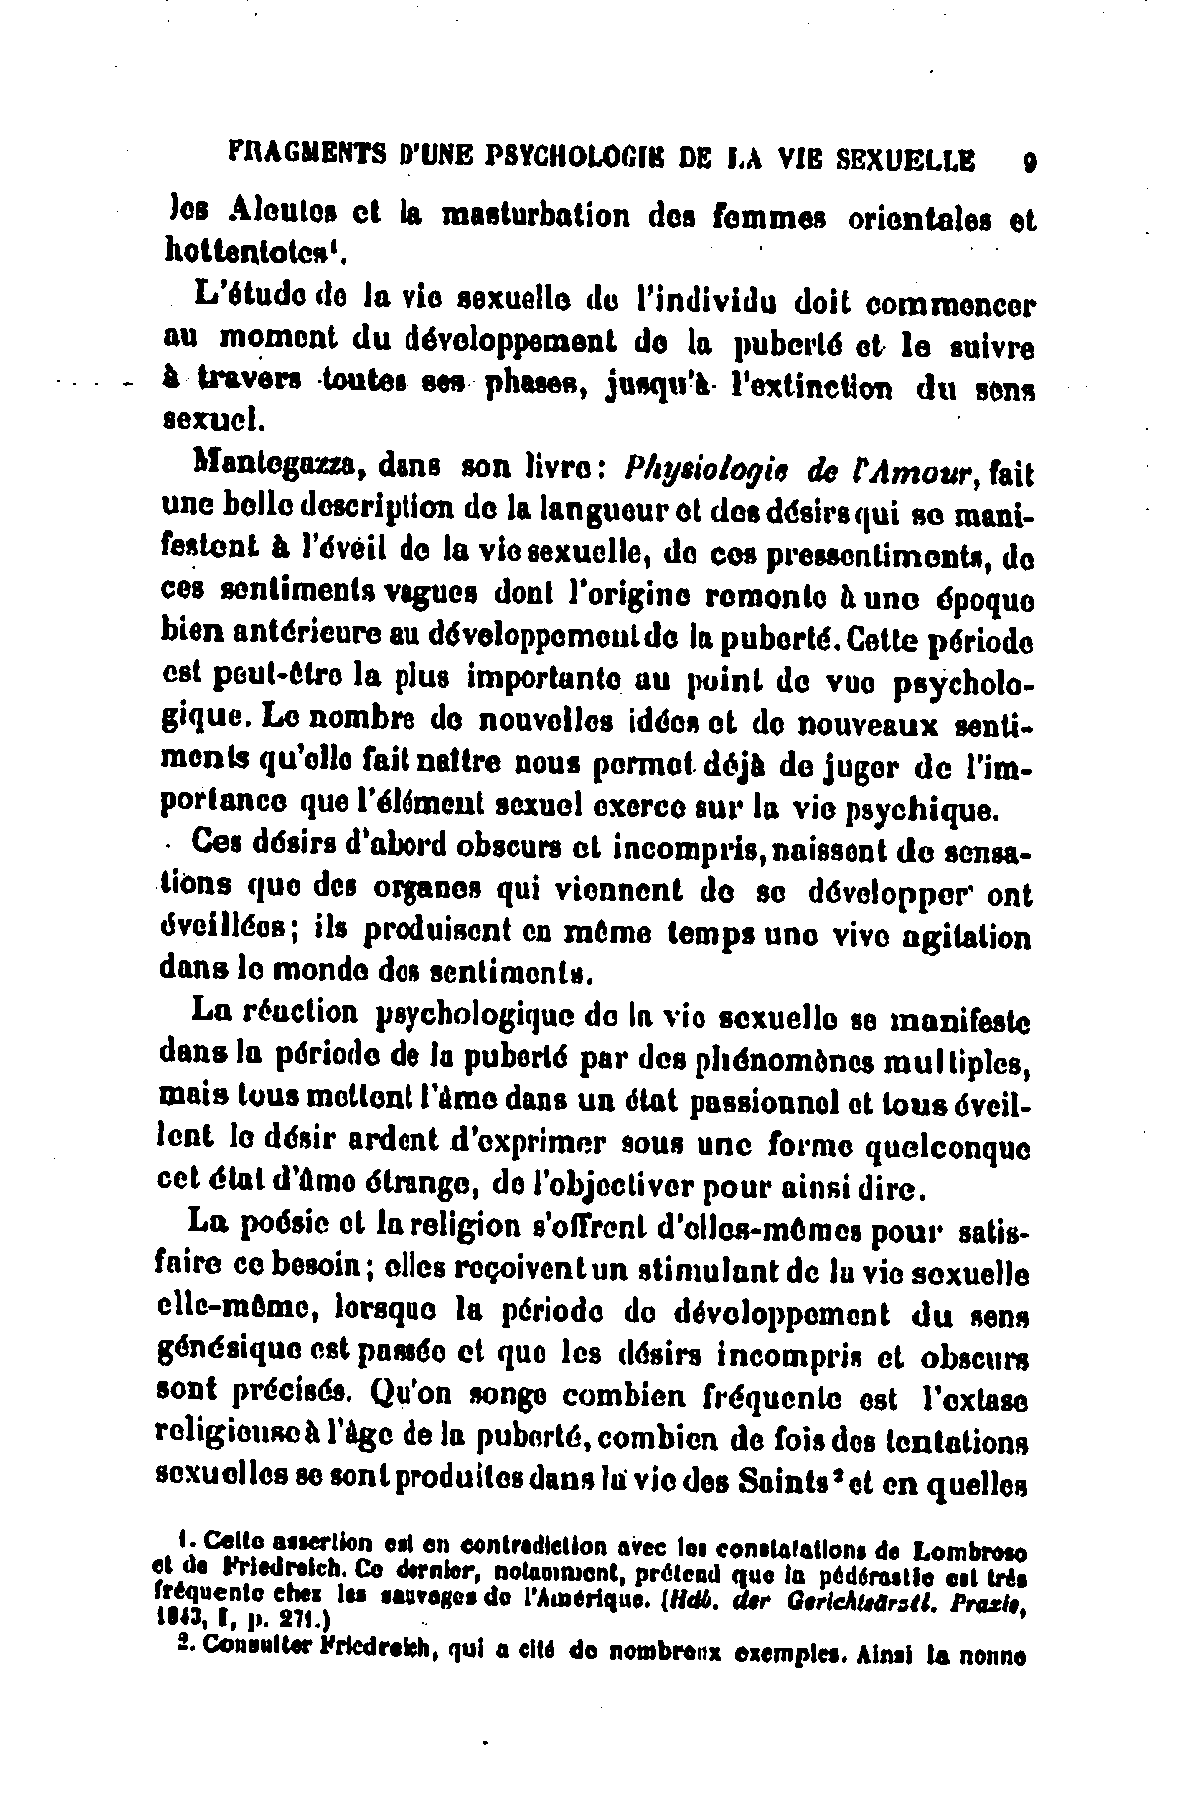 FRAGMENTS D'UNE PSYCHOLOGIE DE LA VIE SEXUELLE 9
les Aleutes et la masturbation des femmes orientales et
hottentotes¹.
L'étude de la vie sexuelle de l'individu doit commencer
au moment du développement de la puberté et le suivre
à travers toutes ses phases, jusqu'à l'extinction du sens
sexuel.
Mantegazza, dans son livre: Physiologie de l'Amour, fait
une belle description de la langueur et des désirs qui se mani-
festent à l'éveil de la vie sexuelle, de ces pressentiments, de
ces sentiments vagues dont l'origine remonte à une époque
bien antérieure au développement de la puberté. Cette période
est peut-être la plus importante au point de vue psycholo-
gique. Le nombre de nouvelles idées et de nouveaux senti-
ments qu'elle fait naître nous permet déjà de juger de l'im-
portance que l'élément sexuel exerce sur la vie psychique.
Ces désirs d'abord obscurs et incompris, naissent de sensa-
tions que des organes qui viennent de se développer ont
éveillées; ils produisent en même temps une vive agitation
dans le monde des sentiments.
La réaction psychologique de la vie sexuelle se manifeste
dans la période de la puberté par des phénomènes multiples,
mais tous mettent l'âme dans un état passionnel et tous éveil-
lent le désir ardent d'exprimer sous une forme quelconque
cet état d'âme étrange, de l'objectiver pour ainsi dire.
La poésie et la religion s'offrent d'elles-mêmes pour satis-
faire ce besoin; elles reçoivent un stimulant de la vie sexuelle
elle-même, lorsque la période de développement du sens
génésique est passée et que les désirs incompris et obscurs
sont précisés. Qu'on songe combien fréquente est l'extase
religieuse à l'âge de la puberté, combien de fois des tentations
sexuelles se sont produites dans la vie des Saints² et en quelles
1. Cette assertion est en contradiction avec les constatations de Lombroso
et de Friedreich. Ce dernier, notamment, prétend que la pédérastie est très
fréquente chez les sauvages de l'Amérique. (Hdb. der Gerichtsärztl. Praxis,
1843, I, p. 271.)
2. Consulter Friedreich, qui a cité de nombreux exemples. Ainsi la nonne